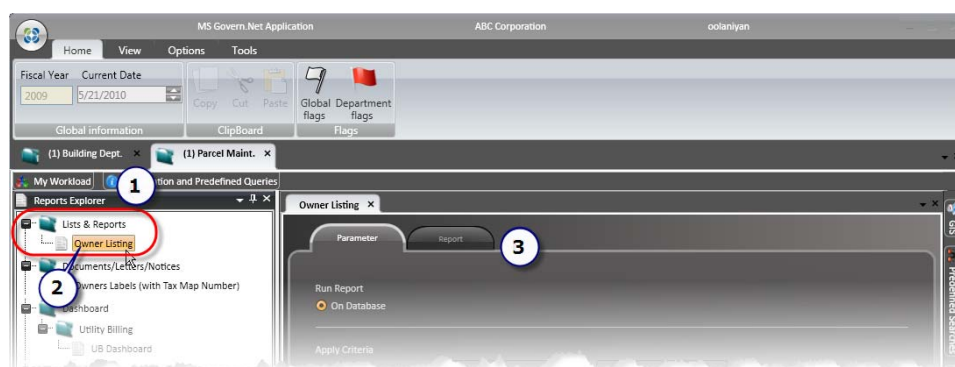 MS Govern.Net Application ABC Corporation oolaniyan
Home View Options Tools
Fiscal Year Current Date
2009 5/21/2010
Copy Cut Paste
Global flags
Department flags
Global information ClipBoard Flags
(1) Building Dept. × (1) Parcel Maint. ×
My Workload tion and Predefined Queries
1
Reports Explorer
Owner Listing ×
Lists & Reports
Owner Listing
Parameter Report
3
Documents/Letters/Notices
2
Owners Labels (with Tax Map Number)
Run Report
On Database
Dashboard
Utility Billing
UB Dashboard
Apply Criteria
GIS
Predefined Searches